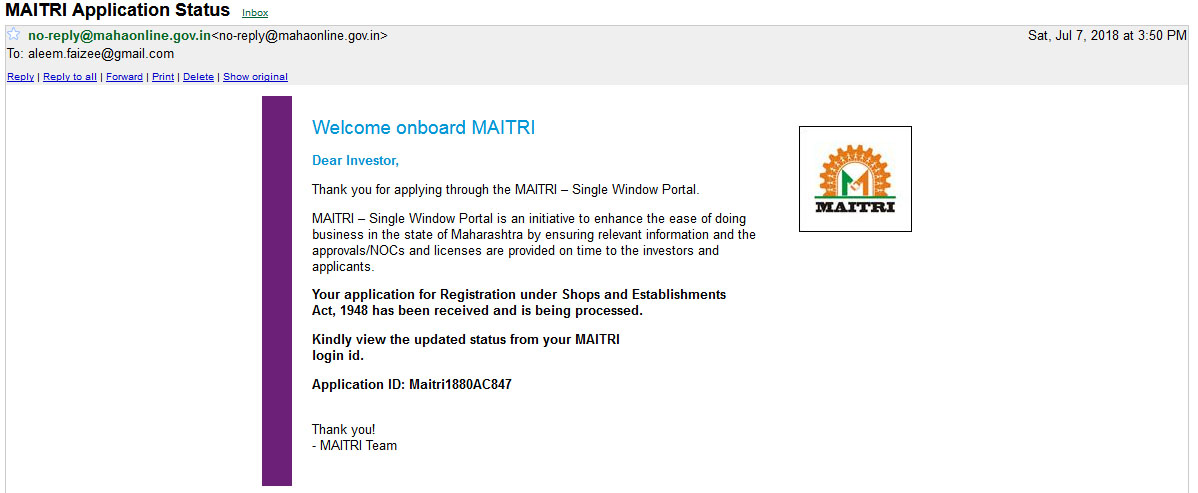 MAITRI Application Status Inbox
no-reply@mahaonline.gov.in<no-reply@mahaonline.gov.in> Sat, Jul 7, 2018 at 3:50 PM
To: aleem.faizee@gmail.com
Reply | Reply to all | Forward | Print | Delete | Show original
Welcome onboard MAITRI
Dear Investor,
Thank you for applying through the MAITRI – Single Window Portal.
MAITRI – Single Window Portal is an initiative to enhance the ease of doing
business in the state of Maharashtra by ensuring relevant information and the
approvals/NOCs and licenses are provided on time to the investors and
applicants.
Your application for Registration under Shops and Establishments
Act, 1948 has been received and is being processed.
Kindly view the updated status from your MAITRI
login id.
Application ID: Maitri1880AC847
Thank you!
- MAITRI Team
MAITRI